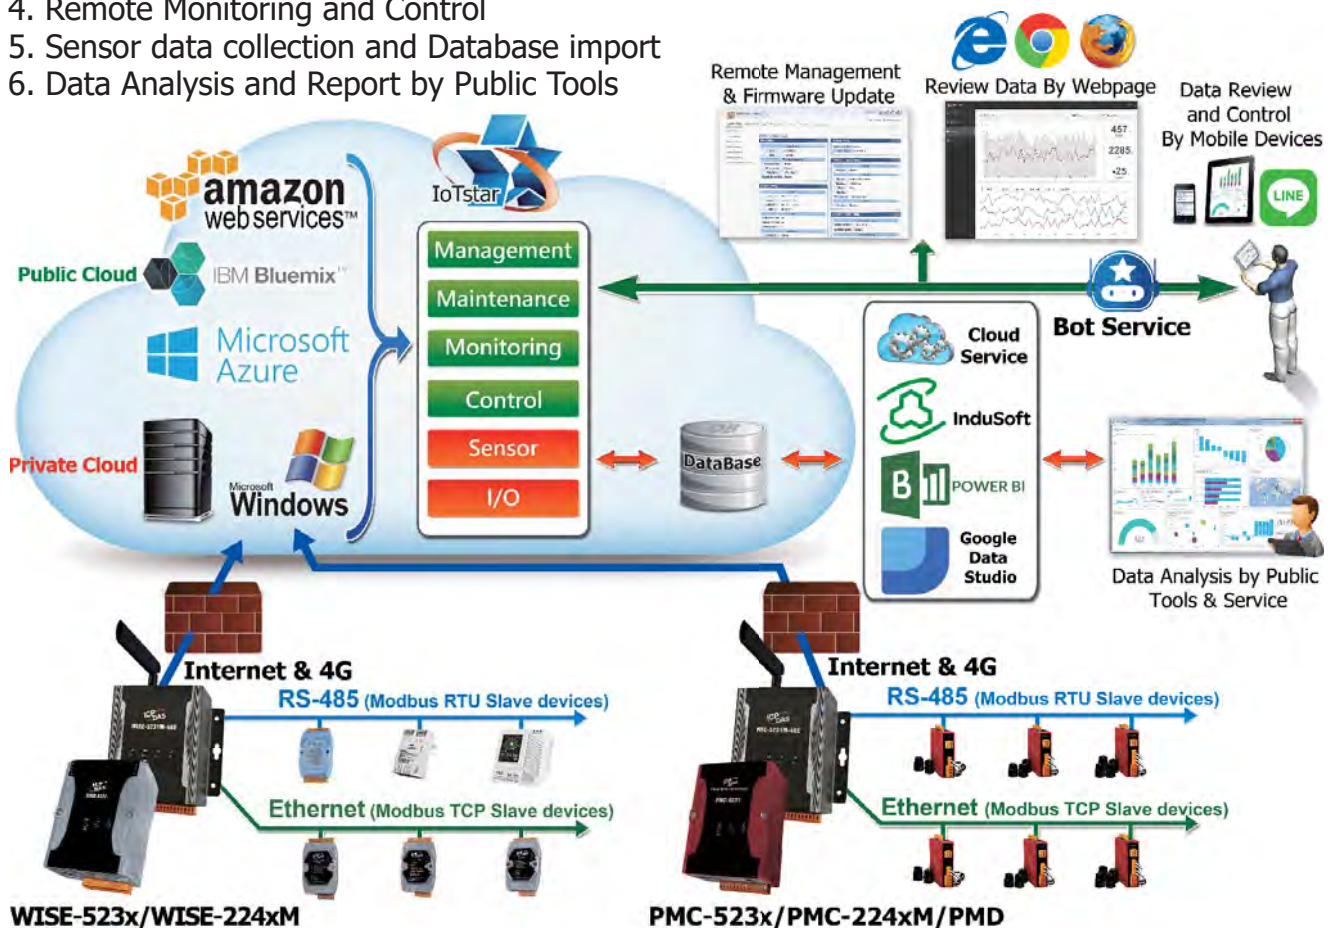 4. Remote Monitoring and Control
5. Sensor data collection and Database import
6. Data Analysis and Report by Public Tools
Remote Management
& Firmware Update
Review Data By Webpage
Data Review
and Control
By Mobile Devices
457
2285
25
LINE
amazon
web services™
IoTstar
Public Cloud
IBM Bluemix™
Microsoft
Azure
Management
Maintenance
Monitoring
Control
Sensor
I/O
Bot Service
Private Cloud
Microsoft
Windows
DataBase
Cloud
Service
InduSoft
POWER BI
Google
Data
Studio
Data Analysis by Public
Tools & Service
Internet & 4G
RS-485 (Modbus RTU Slave devices)
Ethernet (Modbus TCP Slave devices)
WISE-523x/WISE-224xM
Internet & 4G
RS-485 (Modbus RTU Slave devices)
Ethernet (Modbus TCP Slave devices)
PMC-523x/PMC-224xM/PMD